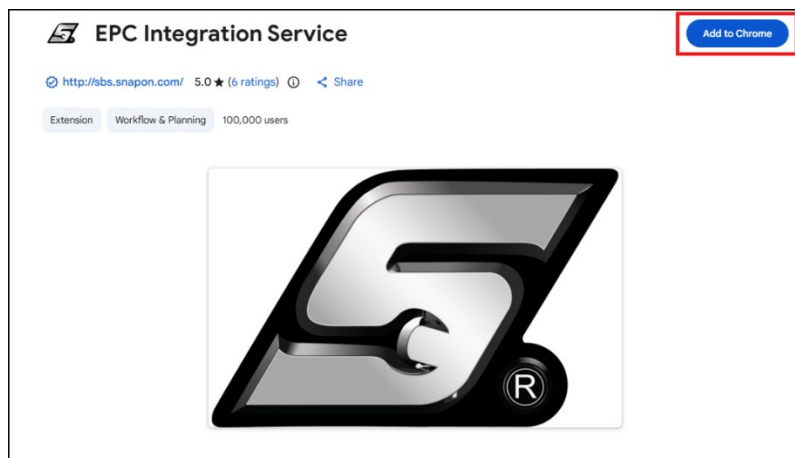 EPC Integration Service
Add to Chrome
http://sbs.snapon.com/ 5.0 ★ (6 ratings) Share
Extension Workflow & Planning 100,000 users
®